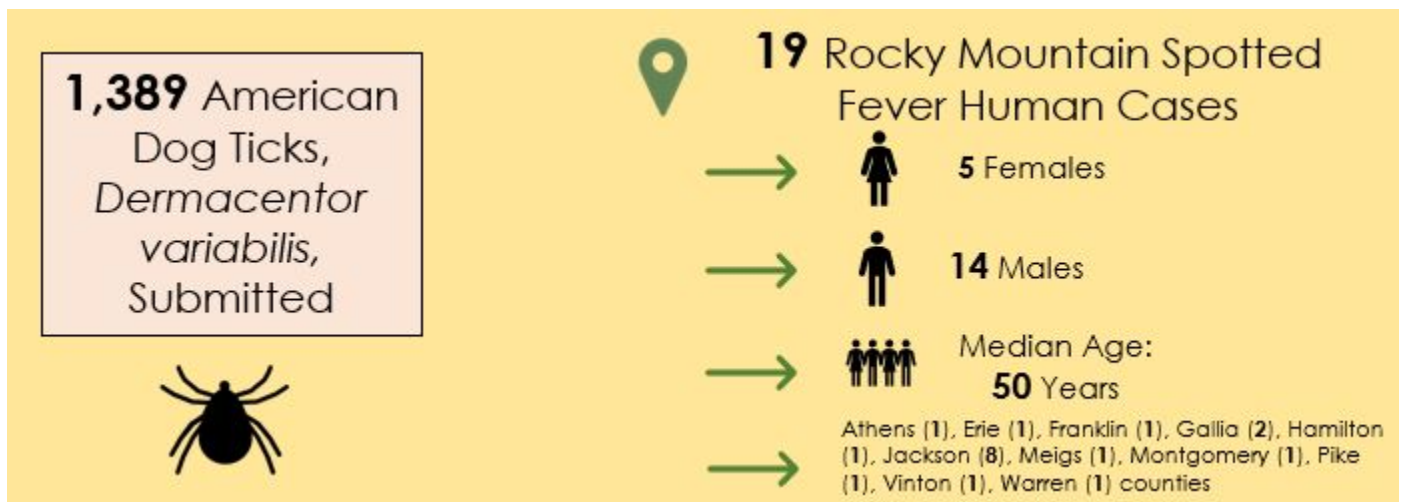 1,389 American
Dog Ticks,
Dermacentor
variabilis,
Submitted
19 Rocky Mountain Spotted
Fever Human Cases
5 Females
14 Males
Median Age:
50 Years
Athens (1), Erie (1), Franklin (1), Gallia (2), Hamilton
(1), Jackson (8), Meigs (1), Montgomery (1), Pike
(1), Vinton (1), Warren (1) counties